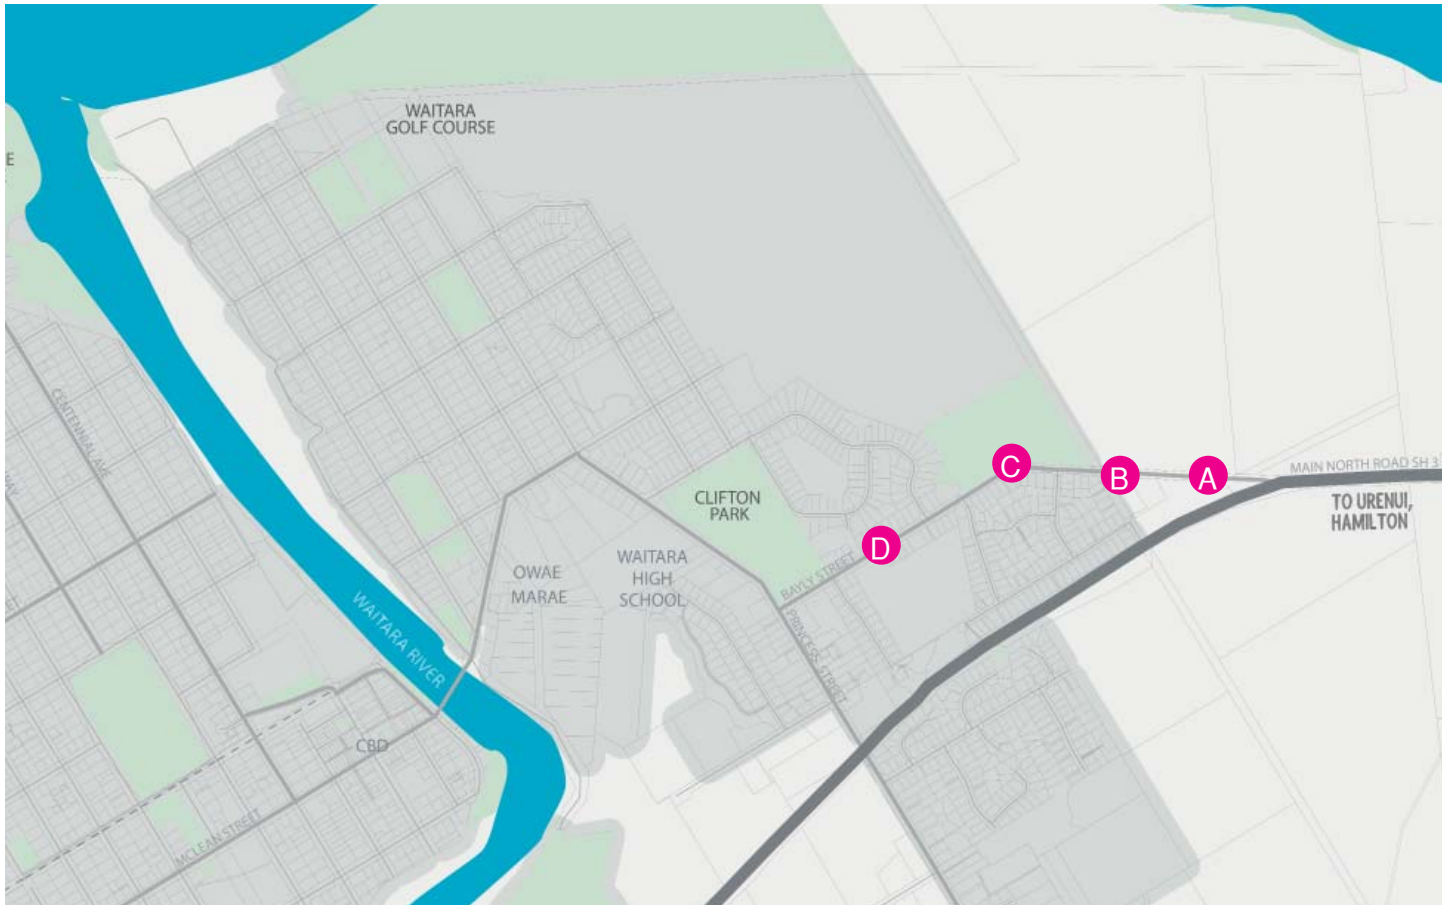 WAITARA
GOLF COURSE
E
CENTENNIAL AVE
WAY
C
B
A
MAIN NORTH ROAD SH 3
TO URENUI,
HAMILTON
CLIFTON
PARK
D
BAYLY STREET
OWAE
MARAE
WAITARA
HIGH
SCHOOL
PRINCESS STREET
WAITARA RIVER
CBD
MCLEAN STREET